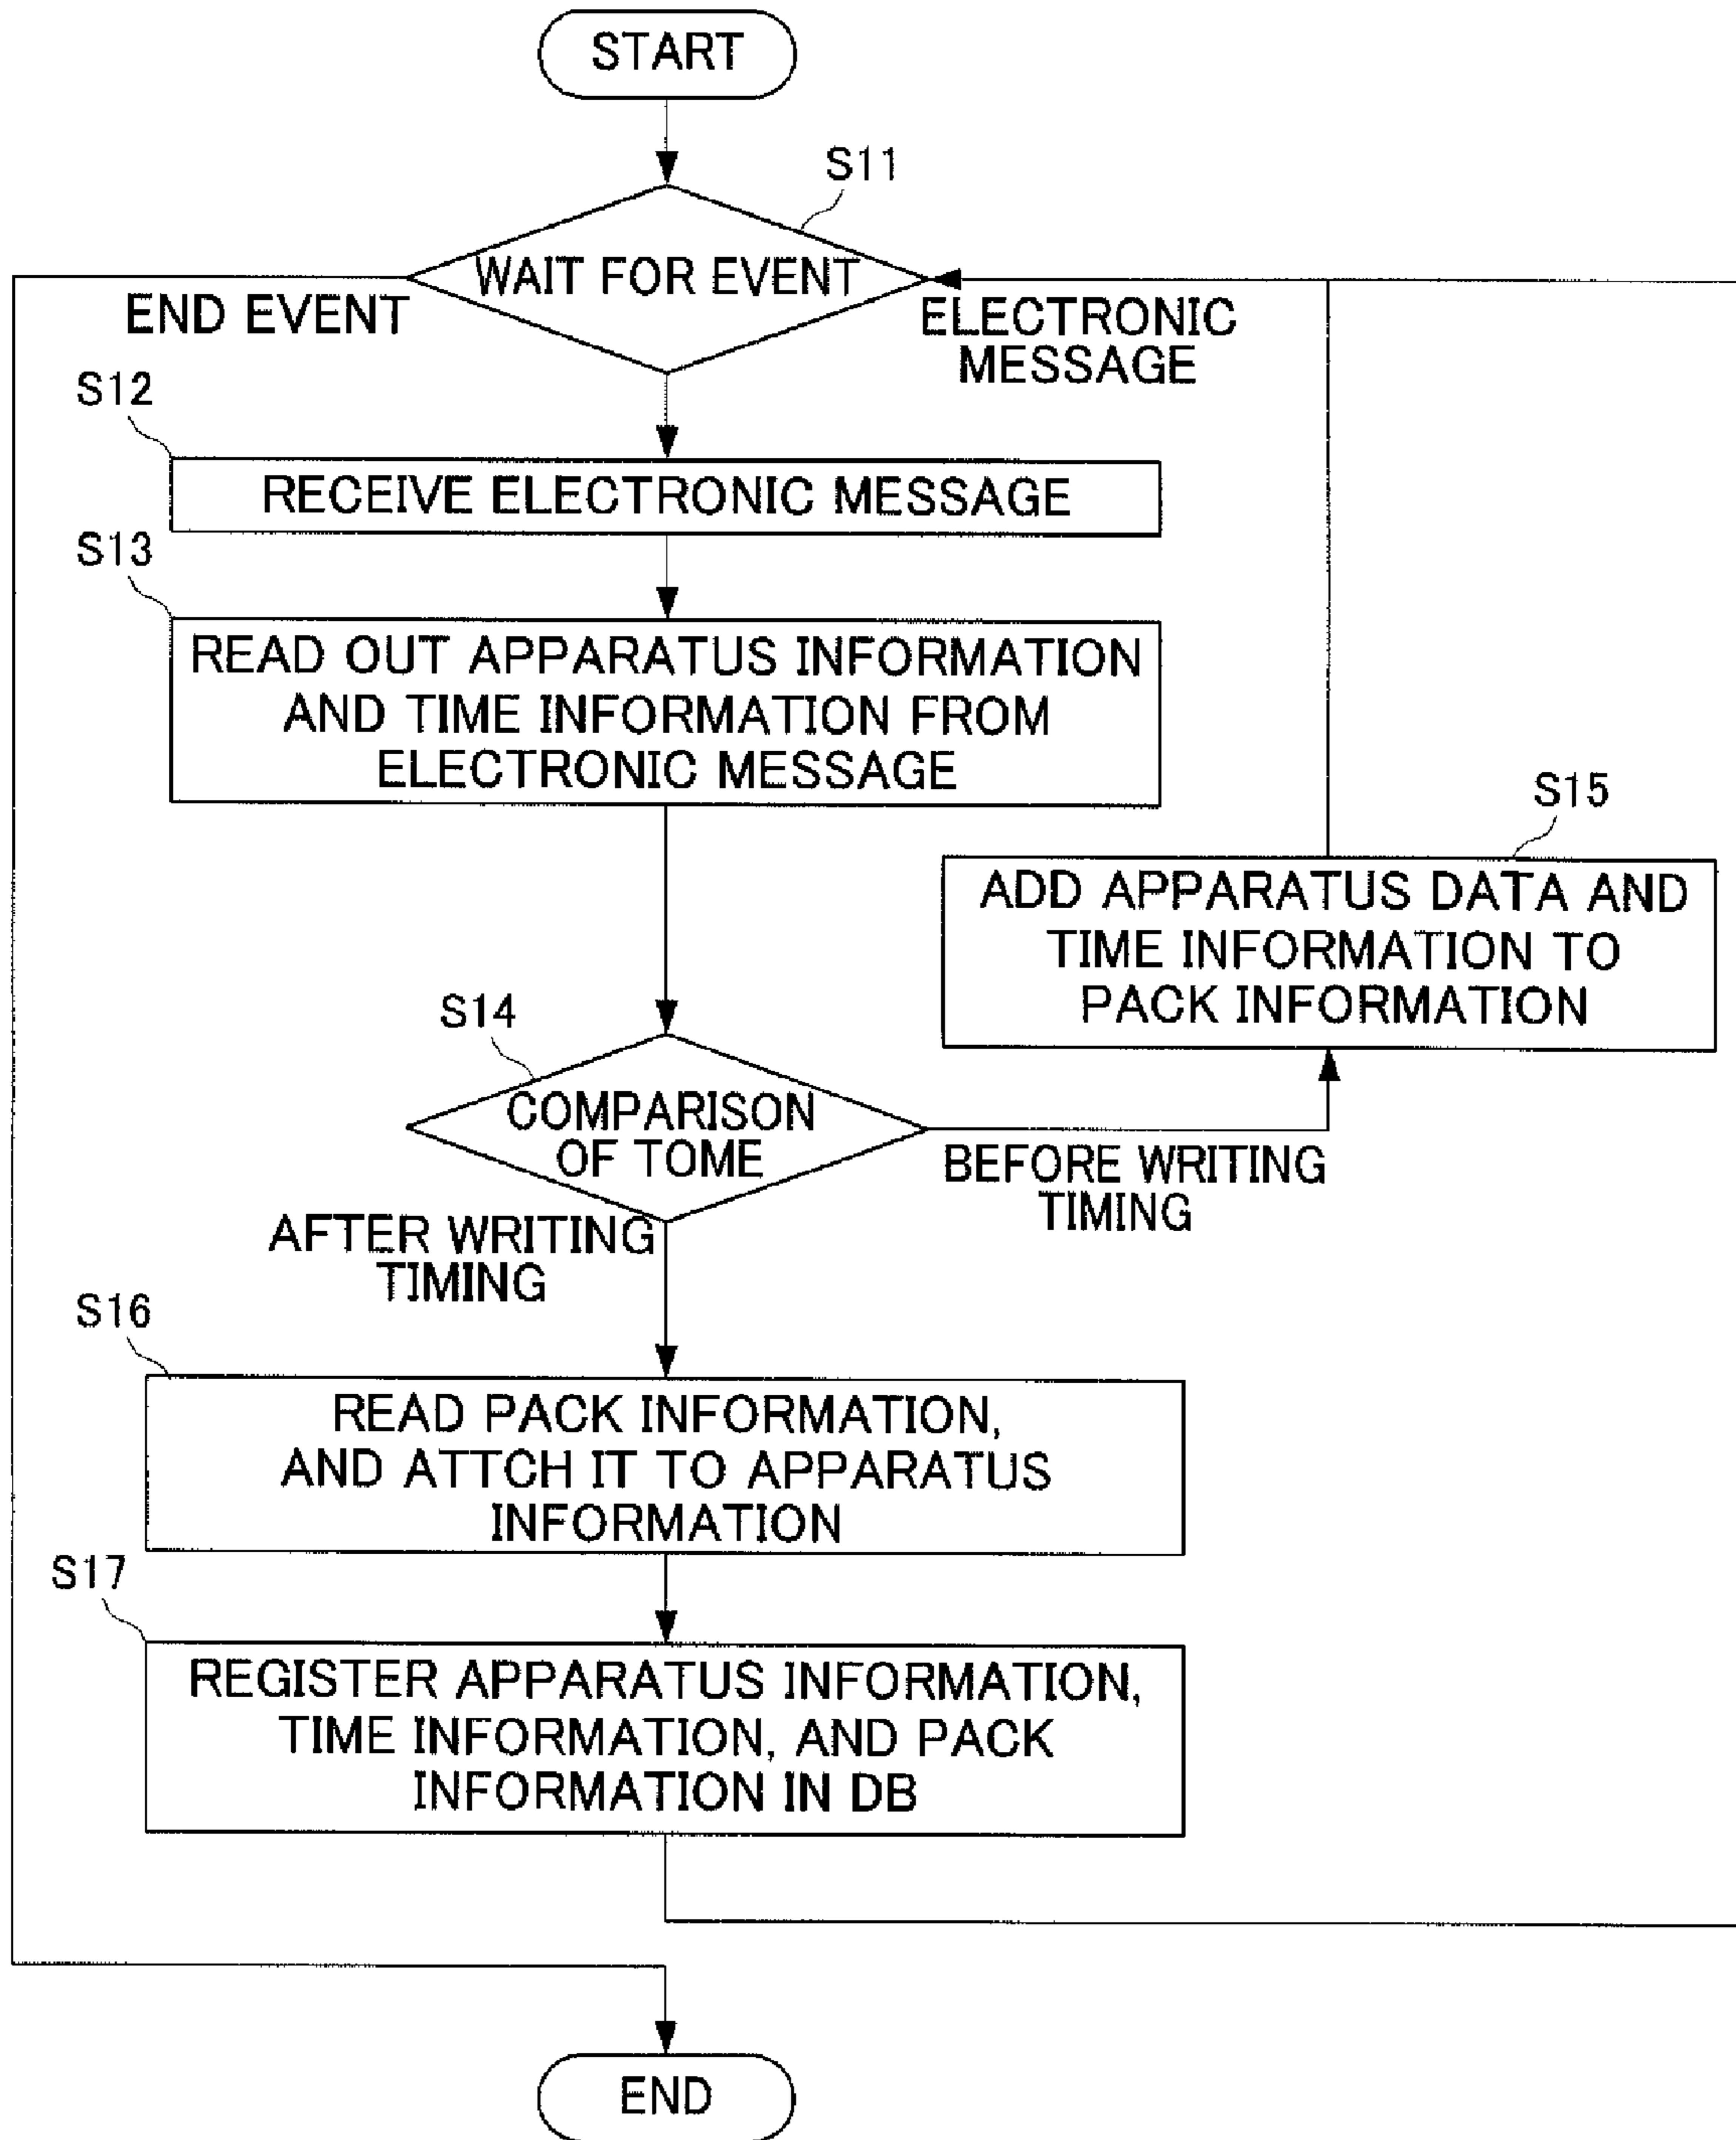 START
S11
WAIT FOR EVENT
END EVENT
ELECTRONIC
MESSAGE
S12
RECEIVE ELECTRONIC MESSAGE
S13
READ OUT APPARATUS INFORMATION
AND TIME INFORMATION FROM
ELECTRONIC MESSAGE
S15
ADD APPARATUS DATA AND
TIME INFORMATION TO
PACK INFORMATION
S14
COMPARISON
OF TOME
BEFORE WRITING
TIMING
AFTER WRITING
TIMING
S16
READ PACK INFORMATION,
AND ATTCH IT TO APPARATUS
INFORMATION
S17
REGISTER APPARATUS INFORMATION,
TIME INFORMATION, AND PACK
INFORMATION IN DB
END